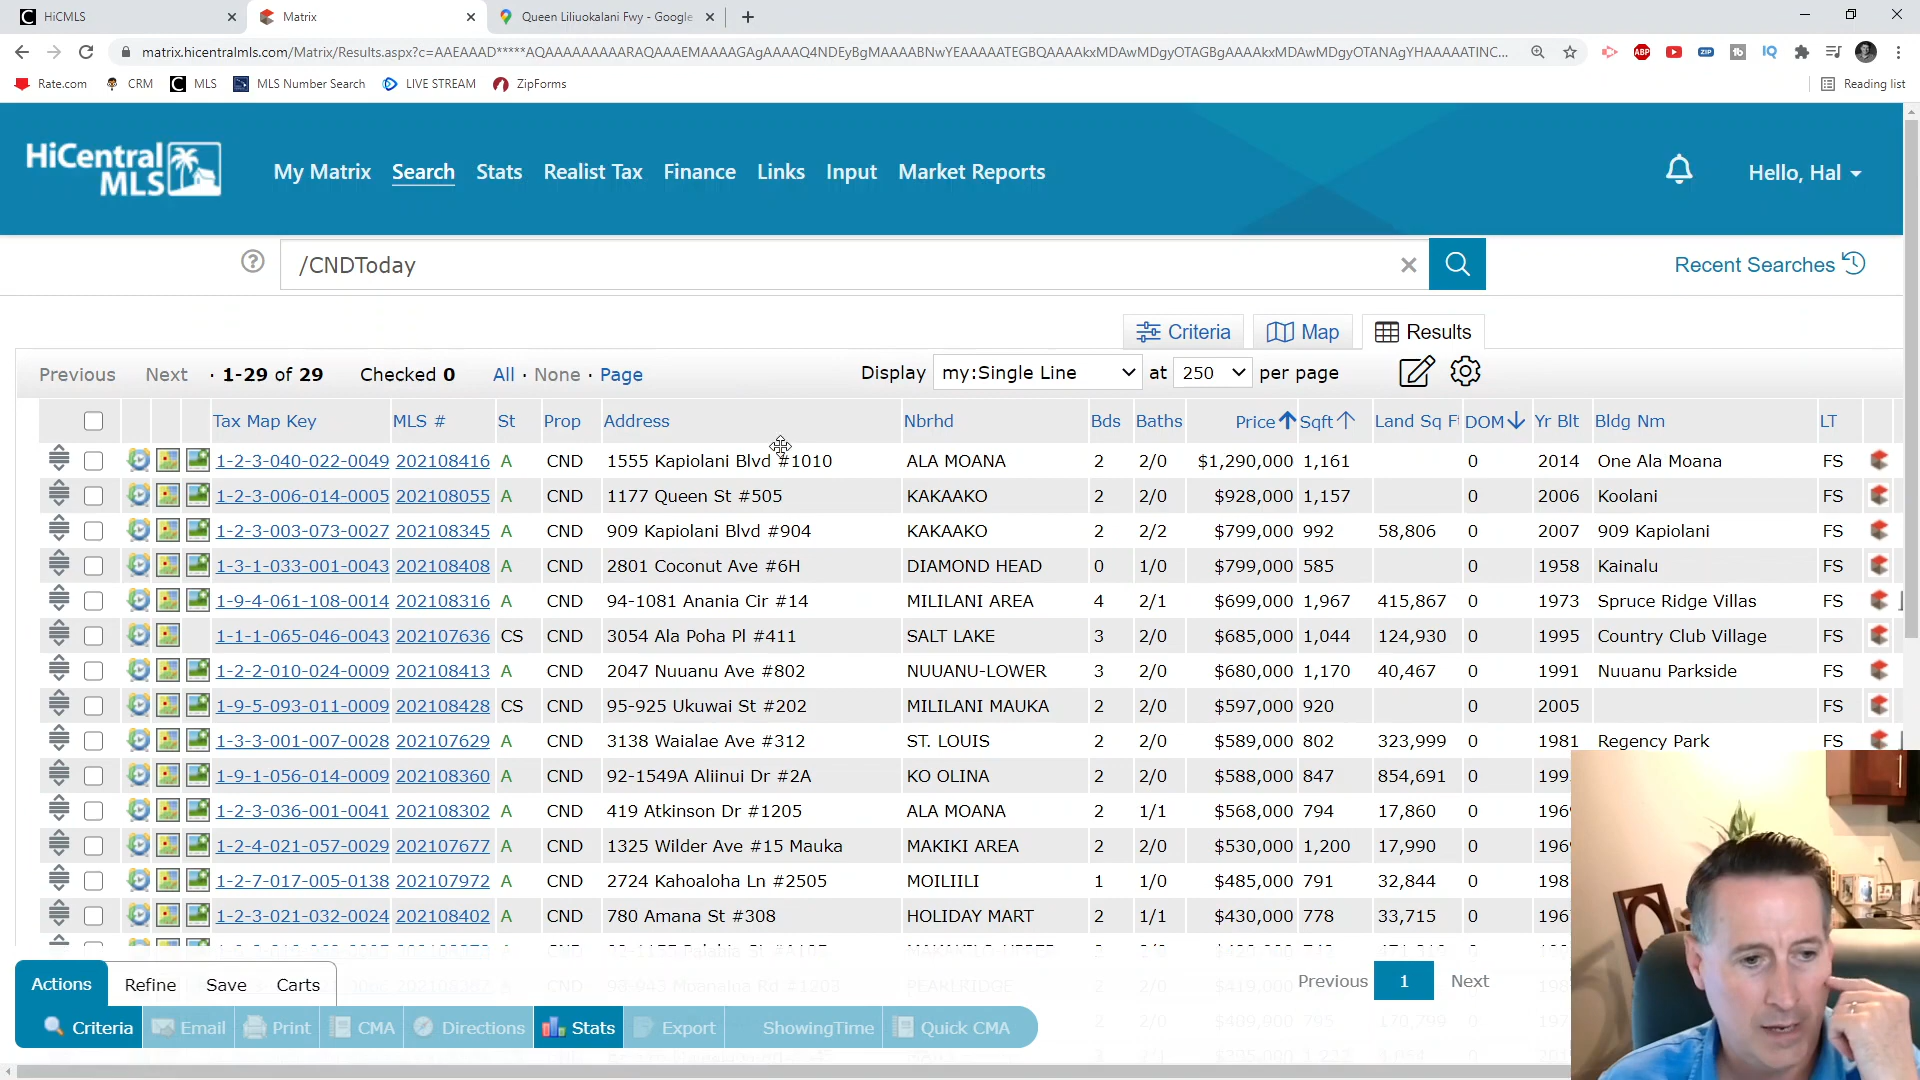 HiCMLS
Matrix
Queen Liliuokalani Fwy - Google
matrix.hicentralmls.com/Matrix/Results.aspx?c=AAEAAAD*****AQAAAAAAAAARAQAAAEMAAAAGAgAAAAQ4NDEyBgMAAAABNwYEAAAAATEGBQAAAAkxMDAwMDgyOTAGBgAAAAkxMDAwMDgyOTANAgYHAAAAATINC...
Rate.com CRM MLS MLS Number Search LIVE STREAM ZipForms Reading list
HiCentral MLS
My Matrix Search Stats Realist Tax Finance Links Input Market Reports Hello, Hal
/CNDToday Recent Searches
Criteria Map Results
Previous Next · 1-29 of 29 Checked 0 All · None · Page Display my:Single Line at 250 per page
Tax Map Key MLS # St Prop Address Nbrhd Bds Baths Price Sqft Land Sq F DOM Yr Blt Bldg Nm LT
1-2-3-040-022-0049 202108416 A CND 1555 Kapiolani Blvd #1010 ALA MOANA 2 2/0 $1,290,000 1,161 0 2014 One Ala Moana FS
1-2-3-006-014-0005 202108055 A CND 1177 Queen St #505 KAKAAKO 2 2/0 $928,000 1,157 0 2006 Koolani FS
1-2-3-003-073-0027 202108345 A CND 909 Kapiolani Blvd #904 KAKAAKO 2 2/2 $799,000 992 58,806 0 2007 909 Kapiolani FS
1-3-1-033-001-0043 202108408 A CND 2801 Coconut Ave #6H DIAMOND HEAD 0 1/0 $799,000 585 0 1958 Kainalu FS
1-9-4-061-108-0014 202108316 A CND 94-1081 Anania Cir #14 MILILANI AREA 4 2/1 $699,000 1,967 415,867 0 1973 Spruce Ridge Villas FS
1-1-1-065-046-0043 202107636 CS CND 3054 Ala Poha Pl #411 SALT LAKE 3 2/0 $685,000 1,044 124,930 0 1995 Country Club Village FS
1-2-2-010-024-0009 202108413 A CND 2047 Nuuanu Ave #802 NUUANU-LOWER 3 2/0 $680,000 1,170 40,467 0 1991 Nuuanu Parkside FS
1-9-5-093-011-0009 202108428 CS CND 95-925 Ukuwai St #202 MILILANI MAUKA 2 2/0 $597,000 920 0 2005 FS
1-3-3-001-007-0028 202107629 A CND 3138 Waialae Ave #312 ST. LOUIS 2 2/0 $589,000 802 323,999 0 1981 Regency Park FS
1-9-1-056-014-0009 202108360 A CND 92-1549A Aliinui Dr #2A KO OLINA 2 2/0 $588,000 847 854,691 0 199
1-2-3-036-001-0041 202108302 A CND 419 Atkinson Dr #1205 ALA MOANA 2 1/1 $568,000 794 17,860 0 196
1-2-4-021-057-0029 202107677 A CND 1325 Wilder Ave #15 Mauka MAKIKI AREA 2 2/0 $530,000 1,200 17,990 0 196
1-2-7-017-005-0138 202107972 A CND 2724 Kahoaloha Ln #2505 MOILIILI 1 1/0 $485,000 791 32,844 0 198
1-2-3-021-032-0024 202108402 A CND 780 Amana St #308 HOLIDAY MART 2 1/1 $430,000 778 33,715 0 196
CND 98-943 Moanaloa Rd #1203 PEARLRIDGE
Actions Refine Save Carts Previous 1 Next
Criteria Email Print CMA Directions Stats Export ShowingTime Quick CMA